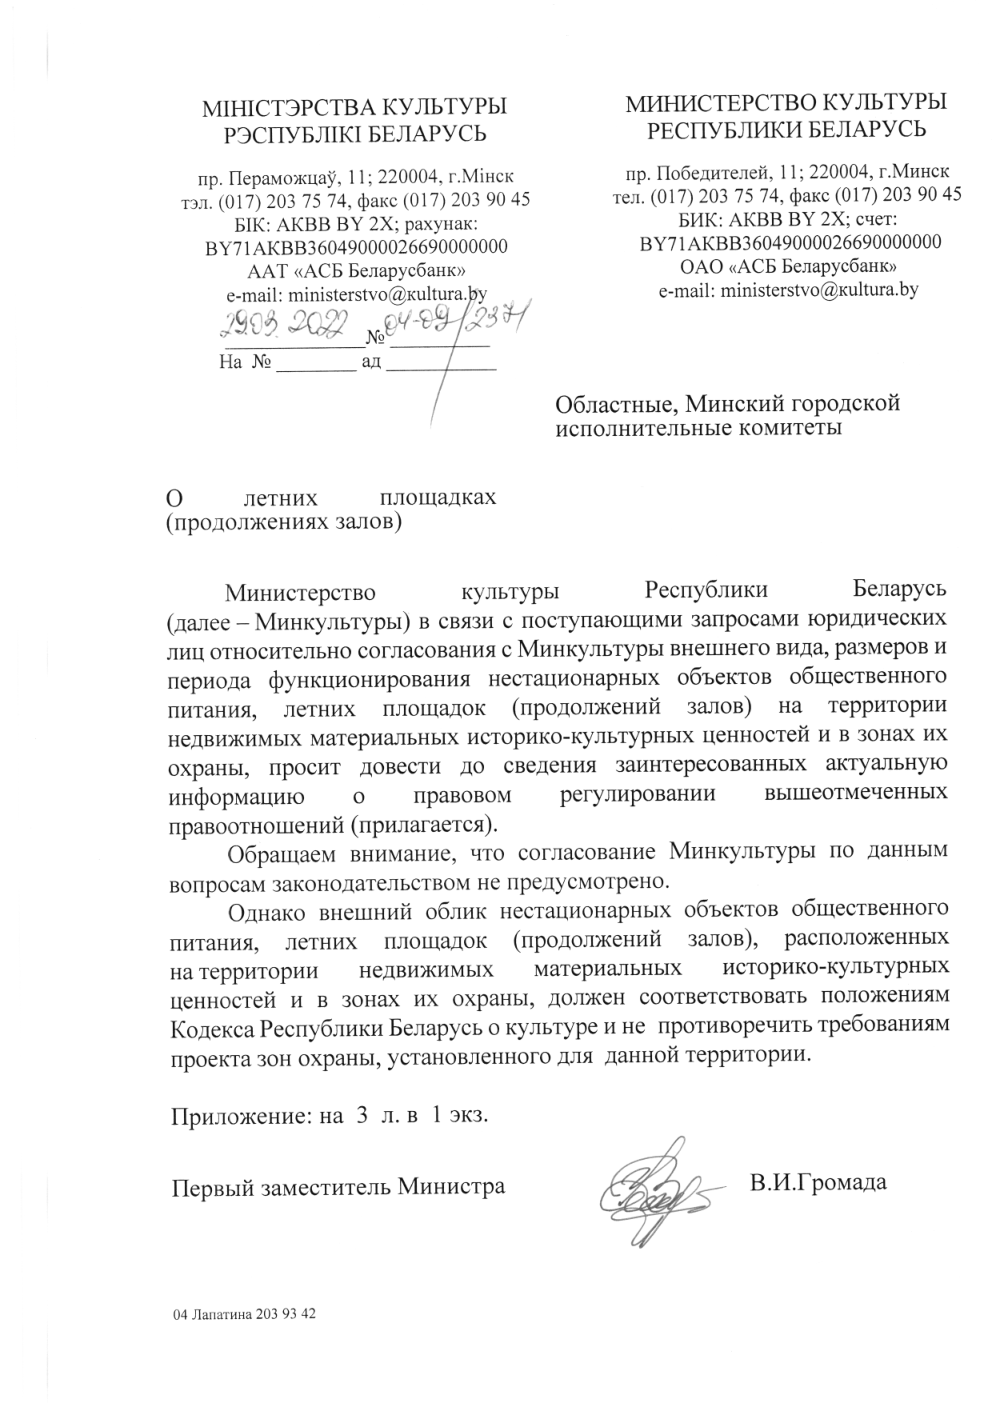 МІНІСТЭРСТВА КУЛЬТУРЫ
РЭСПУБЛІКІ БЕЛАРУСЬ
пр. Пераможцаў, 11; 220004, г.Мінск
тэл. (017) 203 75 74, факс (017) 203 90 45
БІК: AKBB BY 2X; рахунак:
BY71AKBB36049000026690000000
ААТ «АСБ Беларусбанк»
e-mail: ministerstvo@кultura.by
29.03.2022 № 04-09/2371
На № ________ ад ___________
МИНИСТЕРСТВО КУЛЬТУРЫ
РЕСПУБЛИКИ БЕЛАРУСЬ
пр. Победителей, 11; 220004, г.Минск
тел. (017) 203 75 74, факс (017) 203 90 45
БИК: AKBB BY 2X; счет:
BY71AKBB36049000026690000000
ОАО «АСБ Беларусбанк»
e-mail: ministerstvo@кultura.by
Областные, Минский городской
исполнительные комитеты
О летних площадках
(продолжениях залов)
Министерство культуры Республики Беларусь
(далее – Минкультуры) в связи с поступающими запросами юридических
лиц относительно согласования с Минкультуры внешнего вида, размеров и
периода функционирования нестационарных объектов общественного
питания, летних площадок (продолжений залов) на территории
недвижимых материальных историко-культурных ценностей и в зонах их
охраны, просит довести до сведения заинтересованных актуальную
информацию о правовом регулировании вышеотмеченных
правоотношений (прилагается).
Обращаем внимание, что согласование Минкультуры по данным
вопросам законодательством не предусмотрено.
Однако внешний облик нестационарных объектов общественного
питания, летних площадок (продолжений залов), расположенных
на территории недвижимых материальных историко-культурных
ценностей и в зонах их охраны, должен соответствовать положениям
Кодекса Республики Беларусь о культуре и не противоречить требованиям
проекта зон охраны, установленного для данной территории.
Приложение: на 3 л. в 1 экз.
Первый заместитель Министра В.И.Громада
04 Лапатина 203 93 42